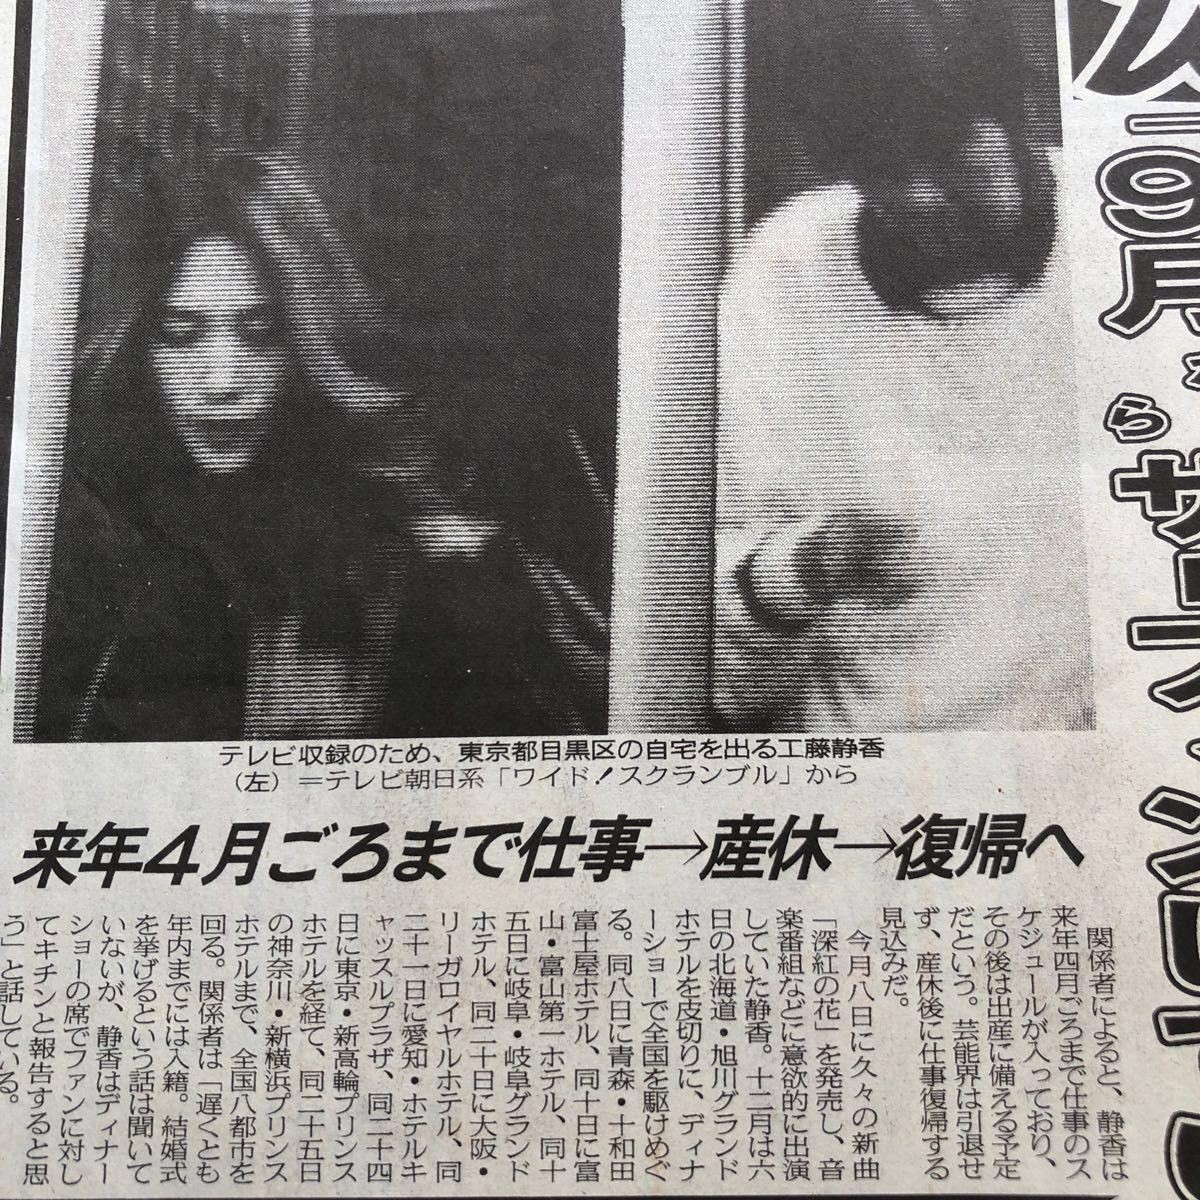 9月から
テレビ収録のため、東京都目黒区の自宅を出る工藤静香
（左）＝テレビ朝日系「ワイド！スクランブル」から
来年4月ごろまで仕事→産休→復帰へ
関係者によると、静香は
来年四月ごろまで仕事のス
ケジュールが入っており、
その後は出産に備える予定
だという。芸能界は引退せ
ず、産休後に仕事復帰する
見込みだ。
今月八日に久々の新曲
「深紅の花」を発売し、音
楽番組などに意欲的に出演
していた静香。十二月は六
日の北海道・旭川グランド
ホテルを皮切りに、ディナ
ーショーで全国を駆けめぐ
る。同八日に青森・十和田
富士屋ホテル、同十日に富
山・富山第一ホテル、同十
五日に岐阜・岐阜グランド
ホテル、同二十日に大阪・
リーガロイヤルホテル、同
二十一日に愛知・ホテルキ
ャッスルプラザ、同二十四
日に東京・新高輪プリンス
ホテルを経て、同二十五日
の神奈川・新横浜プリンス
ホテルまで、全国八都市を
回る。関係者は「遅くとも
年内までには入籍。結婚式
を挙げるという話は聞いて
いないが、静香はディナー
ショーの席でファンに対し
てキチンと報告すると思
う」と話している。